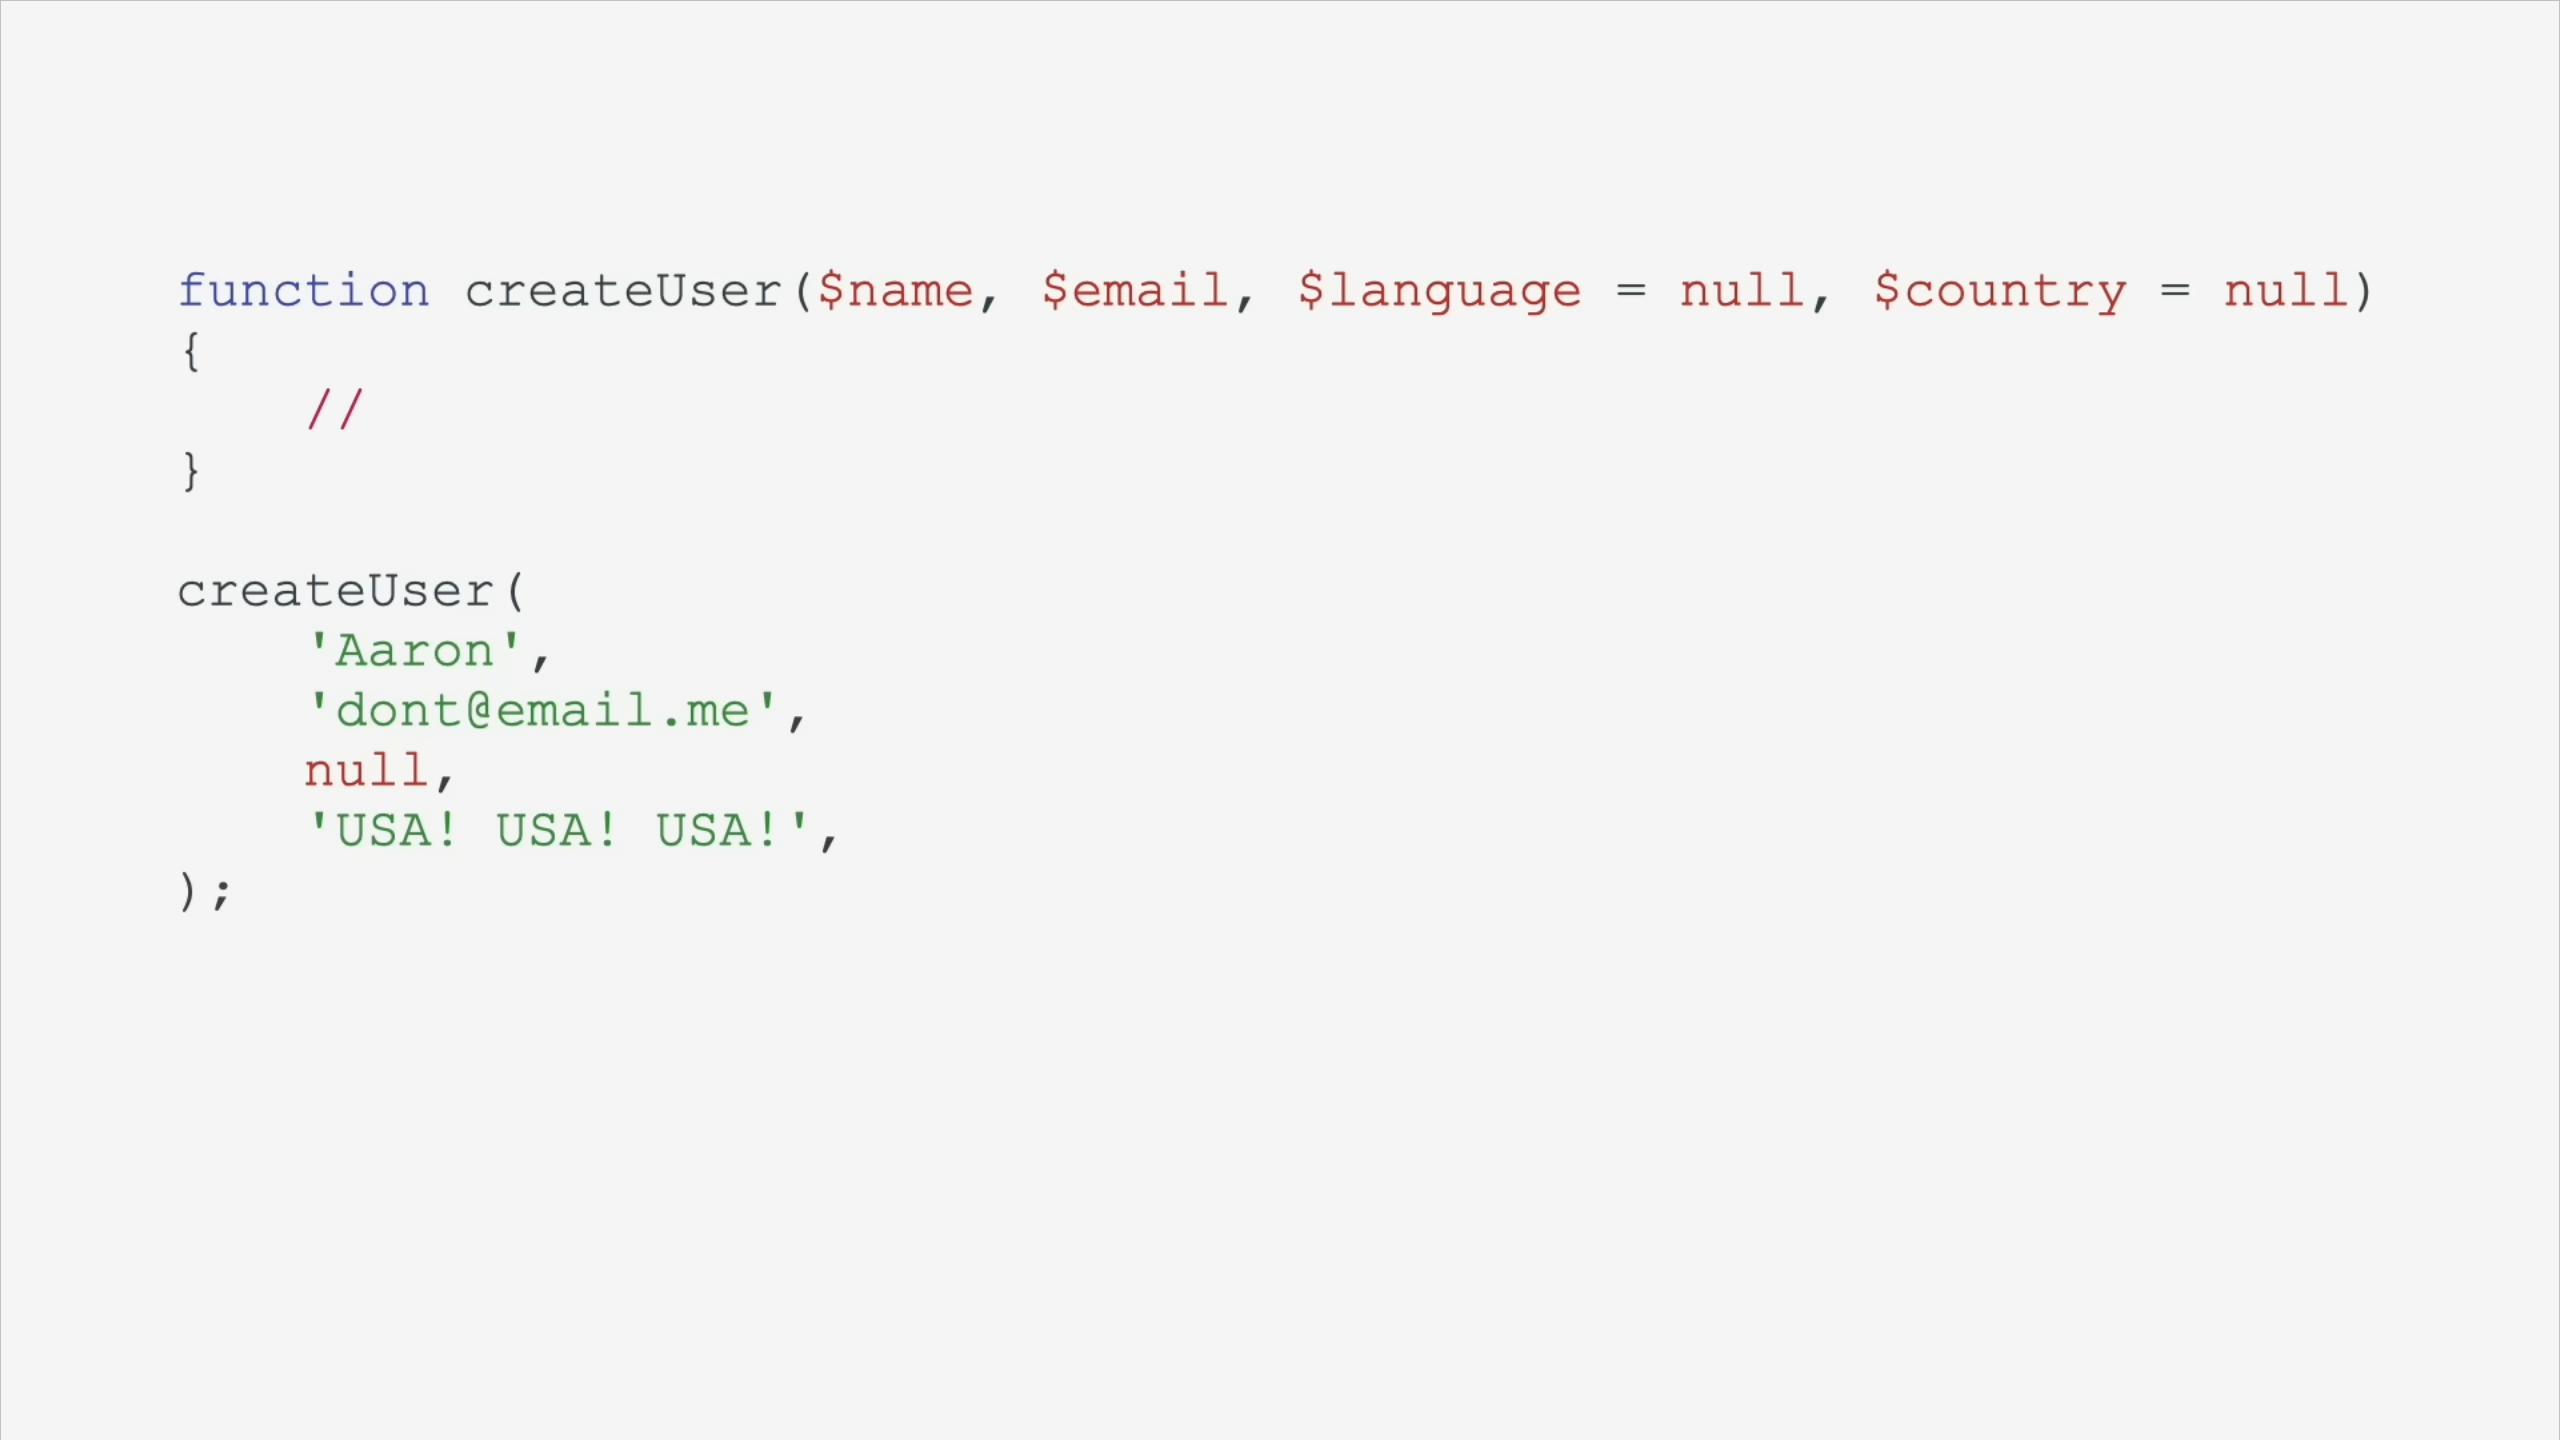 function createUser($name, $email, $language = null, $country = null)
{
    //
}

createUser(
    'Aaron',
    'dont@email.me',
    null,
    'USA! USA! USA!',
);